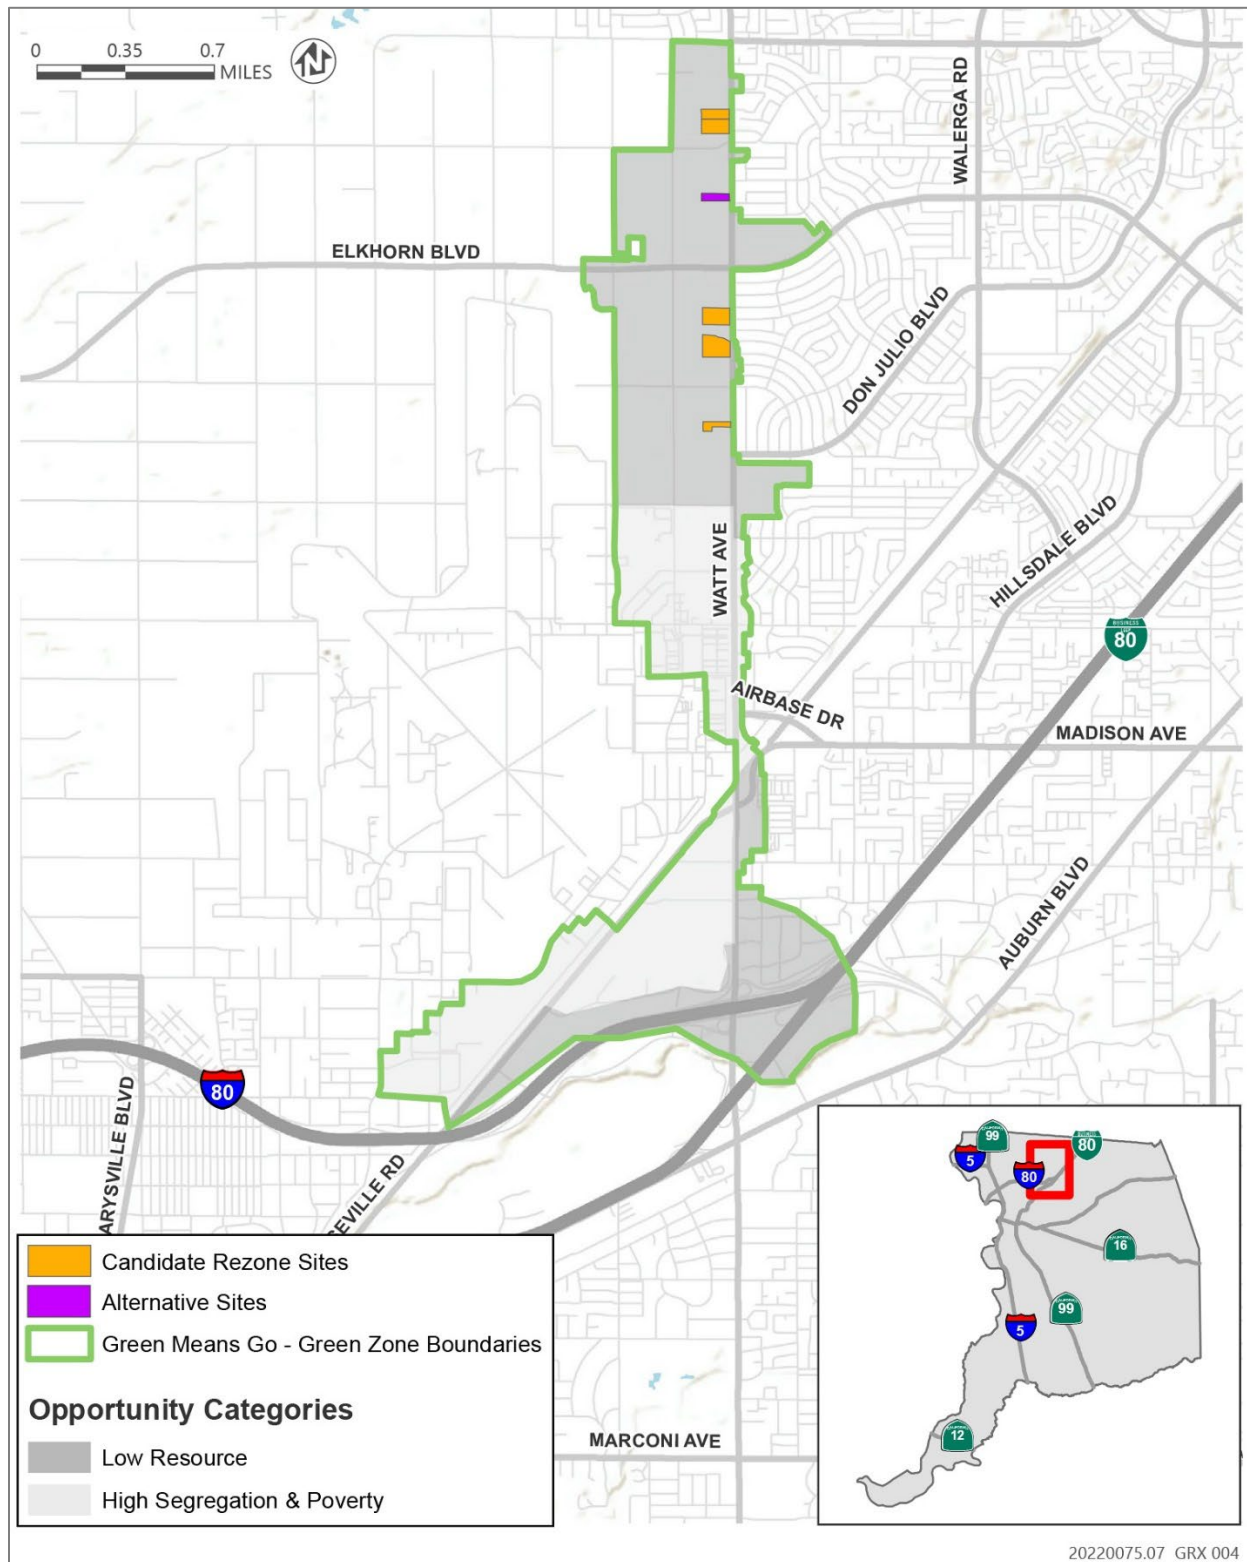 0 0.35 0.7
MILES
N
WALERGA RD
ELKHORN BLVD
DON JULIO BLVD
WATT AVE
HILLSDALE BLVD
BUSINESS
80
AIRBASE DR
MADISON AVE
AUBURN BLVD
80
ARYSVILLE BLVD
SEVILLE RD
MARCONI AVE
Candidate Rezone Sites
Alternative Sites
Green Means Go - Green Zone Boundaries
Opportunity Categories
Low Resource
High Segregation & Poverty
99
5
80
80
16
99
5
12
20220075.07 GRX 004